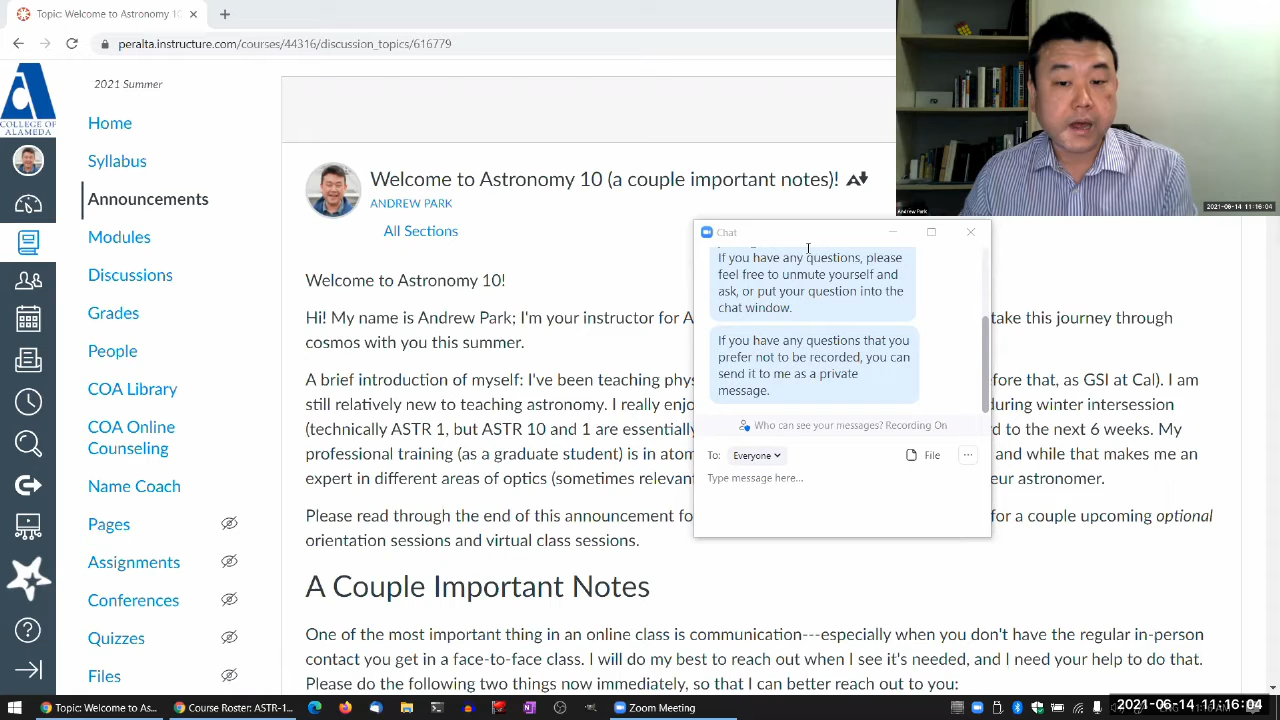 Topic: Welcome to Astronomy 10
peralta.instructure.com/courses/
16/discussion_topics/616779
Andrew Park
2021-06-14 11:16:04
COLLEGE OF
ALAMEDA
2021 Summer
Home
Syllabus
Announcements
Modules
Discussions
Grades
People
COA Library
COA Online
Counseling
Name Coach
Pages
Assignments
Conferences
Quizzes
Files
Welcome to Astronomy 10 (a couple important notes)!
ANDREW PARK
All Sections
Welcome to Astronomy 10!
Hi! My name is Andrew Park; I'm your instructor for A
take this journey through
cosmos with you this summer.
A brief introduction of myself: I've been teaching phys
fore that, as GSI at Cal). I am
still relatively new to teaching astronomy. I really enjo
during winter intersession
(technically ASTR 1, but ASTR 10 and 1 are essentially
d to the next 6 weeks. My
professional training (as a graduate student) is in atom
and while that makes me an
expert in different areas of optics (sometimes relevan
eur astronomer.
Please read through the end of this announcement fo
for a couple upcoming optional
orientation sessions and virtual class sessions.
A Couple Important Notes
One of the most important thing in an online class is communication---especially when you don't have the regular in-person
contact you get in a face-to-face class. I will do my best to reach out when I see it's needed, and I need your help to do that.
Please do the following two things now immediately, so that I can better reach out to you:
Chat
If you have any questions, please
feel free to unmute yourself and
ask, or put your question into the
chat window.
If you have any questions that you
prefer not to be recorded, you can
send it to me as a private
message.
Who can see your messages? Recording On
To: Everyone
File
Type message here...
Topic: Welcome to As...
Course Roster: ASTR-1...
Zoom Meeting
2021-06-14 11:16:04